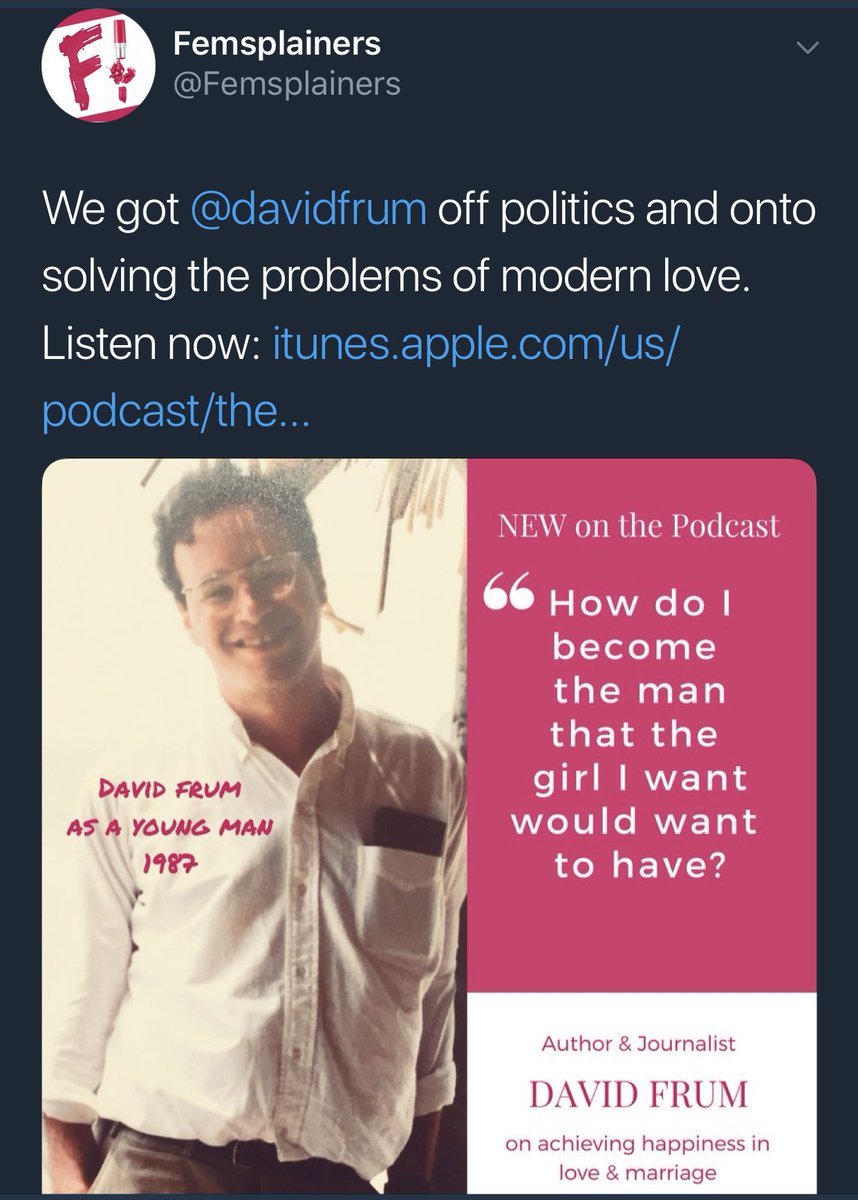 Femsplainers
@Femsplainers
We got @davidfrum off politics and onto
solving the problems of modern love.
Listen now: itunes.apple.com/us/
podcast/the...
DAVID FRUM
AS A YOUNG MAN
1987
NEW on the Podcast
“ How do I
become
the man
that the
girl I want
would want
to have?
Author & Journalist
DAVID FRUM
on achieving happiness in
love & marriage